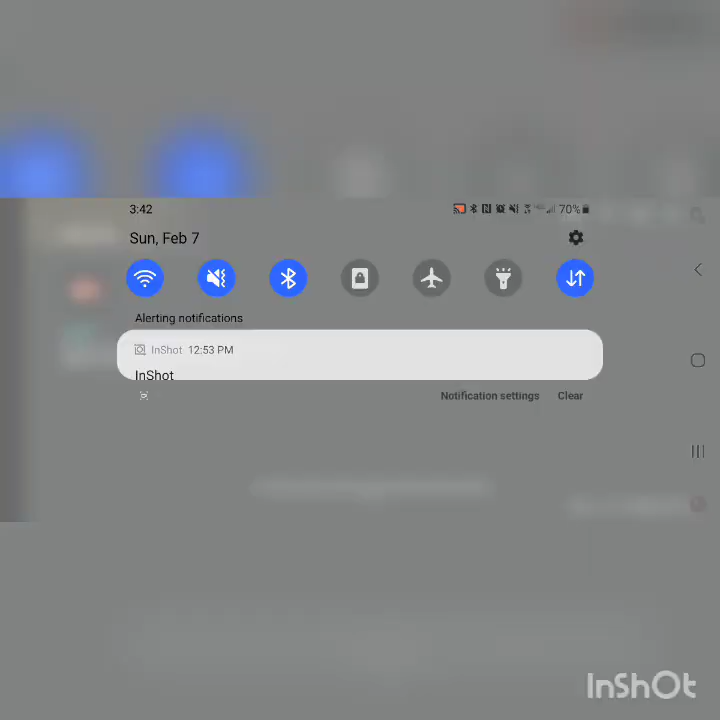 3:42
70%
Sun, Feb 7
Alerting notifications
InShot 12:53 PM
InShot
Notification settings Clear
InShOt